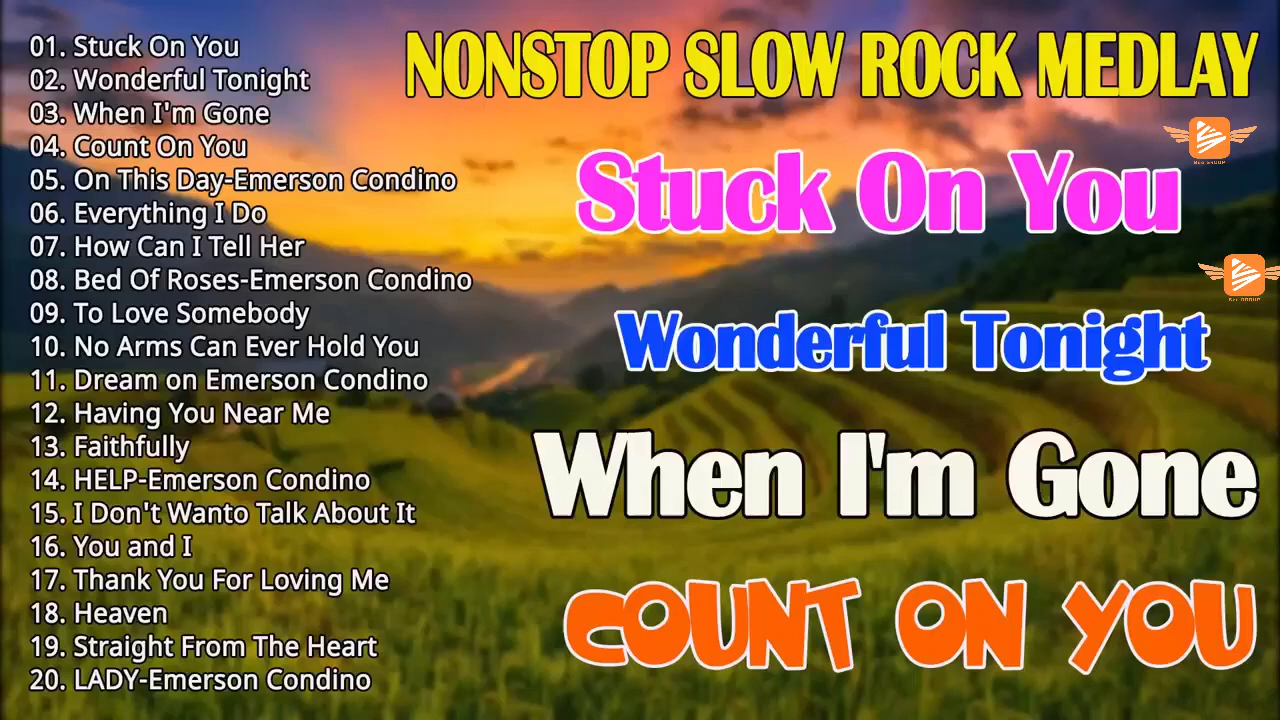 01. Stuck On You
02. Wonderful Tonight
03. When I'm Gone
04. Count On You
05. On This Day-Emerson Condino
06. Everything I Do
07. How Can I Tell Her
08. Bed Of Roses-Emerson Condino
09. To Love Somebody
10. No Arms Can Ever Hold You
11. Dream on Emerson Condino
12. Having You Near Me
13. Faithfully
14. HELP-Emerson Condino
15. I Don't Wanto Talk About It
16. You and I
17. Thank You For Loving Me
18. Heaven
19. Straight From The Heart
20. LADY-Emerson Condino
NONSTOP SLOW ROCK MEDLAY
Stuck On You
Wonderful Tonight
When I'm Gone
COUNT ON YOU